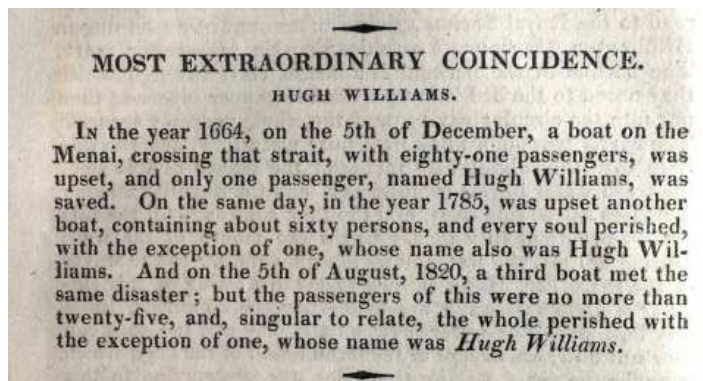 MOST EXTRAORDINARY COINCIDENCE.
HUGH WILLIAMS.
IN the year 1664, on the 5th of December, a boat on the
Menai, crossing that strait, with eighty-one passengers, was
upset, and only one passenger, named Hugh Williams, was
saved. On the same day, in the year 1785, was upset another
boat, containing about sixty persons, and every soul perished,
with the exception of one, whose name also was Hugh Wil-
liams. And on the 5th of August, 1820, a third boat met the
same disaster; but the passengers of this were no more than
twenty-five, and, singular to relate, the whole perished with
the exception of one, whose name was Hugh Williams.